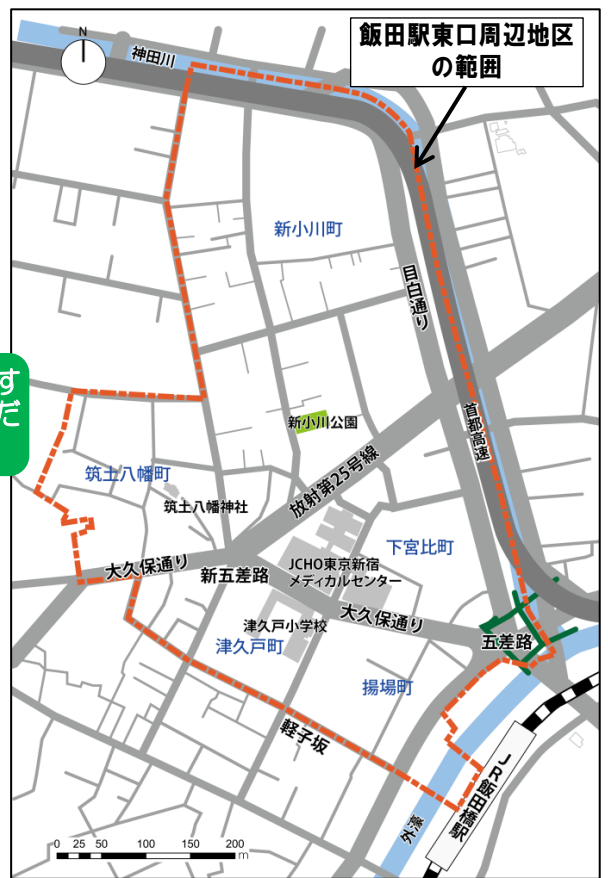 飯田駅東口周辺地区
の範囲
N
神田川
新小川町
目白通り
すだ
新小川公園
首都高速
放射第25号線
筑土八幡町
筑土八幡神社
下宮比町
大久保通り
新五差路
JCHO東京新宿
メディカルセンター
大久保通り
津久戸小学校
五差路
津久戸町
揚場町
軽子坂
JR飯田橋駅
外濠
0 25 50 100 150 200
m